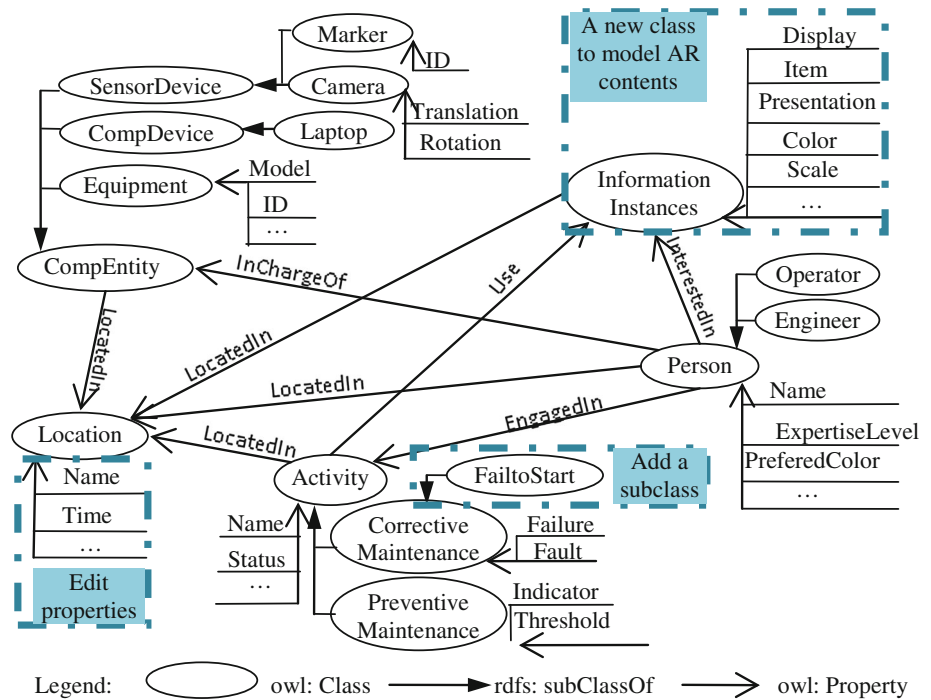 Marker
ID
SensorDevice
Camera
Translation
Rotation
CompDevice
Laptop
Equipment
Model
ID
...
CompEntity
A new class
to model AR
contents
Display
Item
Presentation
Color
Scale
...
Information
Instances
InChargeOf
Use
InterestedIn
Operator
Engineer
Person
LocatedIn
LocatedIn
LocatedIn
LocatedIn
EngagedIn
Name
ExpertiseLevel
PreferedColor
...
Location
Name
Time
...
Edit
properties
Activity
Name
Status
...
FailtoStart
Add a
subclass
Corrective
Maintenance
Failure
Fault
Preventive
Maintenance
Indicator
Threshold
Legend: owl: Class rdfs: subClassOf owl: Property